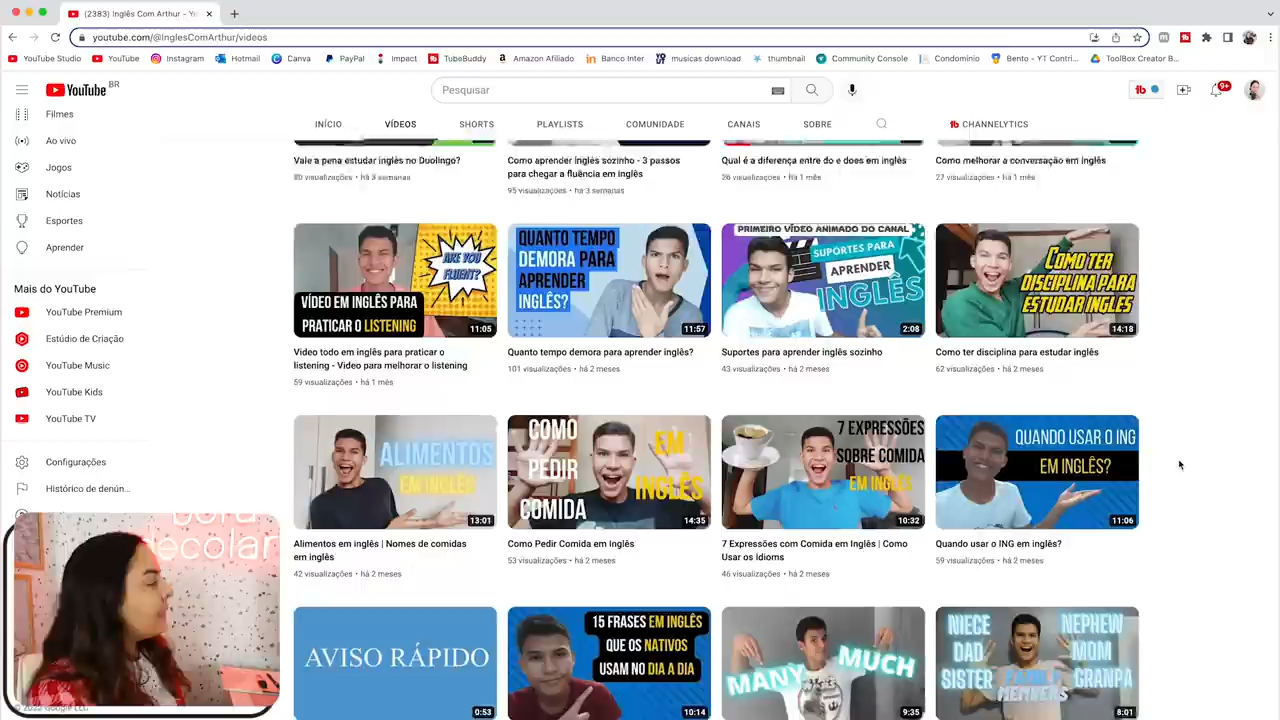 (2383) Inglês Com Arthur - Yo
youtube.com/@InglesComArthur/videos
YouTube Studio YouTube Instagram Hotmail Canva PayPal Impact TubeBuddy Amazon Afiliado Banco Inter musicas download thumbnail Community Console Condomínio Bento - YT Contri... ToolBox Creator B...
YouTube BR
Pesquisar
9+
INÍCIO VÍDEOS SHORTS PLAYLISTS COMUNIDADE CANAIS SOBRE CHANNELYTICS
Filmes
Ao vivo
Jogos
Notícias
Esportes
Aprender
Mais do YouTube
YouTube Premium
Estúdio de Criação
YouTube Music
YouTube Kids
YouTube TV
Configurações
Histórico de denún...
Vale a pena estudar inglês no Duolingo?
80 visualizações • há 3 semanas
Como aprender inglês sozinho - 3 passos
para chegar a fluência em inglês
95 visualizações • há 3 semanas
Qual é a diferença entre do e does em inglês
26 visualizações • há 1 mês
Como melhorar a conversação em inglês
27 visualizações • há 1 mês
ARE YOU
FLUENT?
VÍDEO EM INGLÊS PARA
PRATICAR O LISTENING
11:05
Video todo em inglês para praticar o
listening - Video para melhorar o listening
59 visualizações • há 1 mês
QUANTO TEMPO
DEMORA PARA
APRENDER
INGLÊS?
11:57
Quanto tempo demora para aprender inglês?
101 visualizações • há 2 meses
PRIMEIRO VÍDEO ANIMADO DO CANAL
SUPORTES PARA
APRENDER
INGLÊS
2:08
Suportes para aprender inglês sozinho
43 visualizações • há 2 meses
COMO TER
DISCIPLINA PARA
ESTUDAR INGLES
14:18
Como ter disciplina para estudar inglês
62 visualizações • há 2 meses
ALIMENTOS
EM INGLÊS
13:01
Alimentos em inglês | Nomes de comidas
em inglês
42 visualizações • há 2 meses
COMO
PEDIR
COMIDA
EM
INGLÊS
14:35
Como Pedir Comida em Inglês
53 visualizações • há 2 meses
7 EXPRESSÕES
SOBRE COMIDA
EM INGLÊS
10:32
7 Expressões com Comida em Inglês | Como
Usar os Idioms
46 visualizações • há 2 meses
QUANDO USAR O ING
EM INGLÊS?
11:06
Quando usar o ING em inglês?
59 visualizações • há 2 meses
AVISO RÁPIDO
0:53
15 FRASES EM INGLÊS
QUE OS NATIVOS
USAM NO DIA A DIA
10:14
MANY MUCH
9:35
NIECE NEPHEW
DAD MOM
SISTER GRANPA
FAMILY
MEMBERS
8:01
bora
decolar